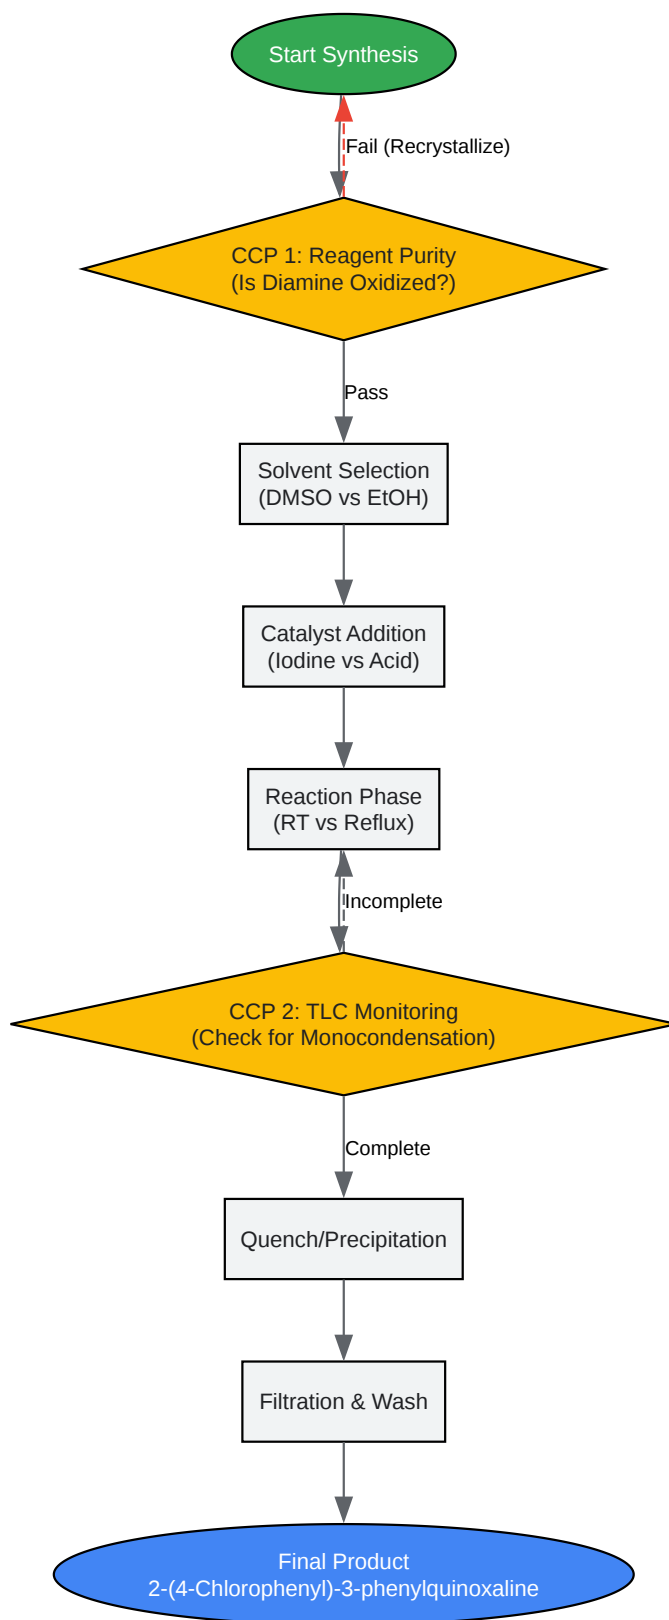 Start Synthesis
Fail (Recrystallize)
CCP 1: Reagent Purity
(Is Diamine Oxidized?)
Pass
Solvent Selection
(DMSO vs EtOH)
Catalyst Addition
(Iodine vs Acid)
Reaction Phase
(RT vs Reflux)
Incomplete
CCP 2: TLC Monitoring
(Check for Monocondensation)
Complete
Quench/Precipitation
Filtration & Wash
Final Product
2-(4-Chlorophenyl)-3-phenylquinoxaline